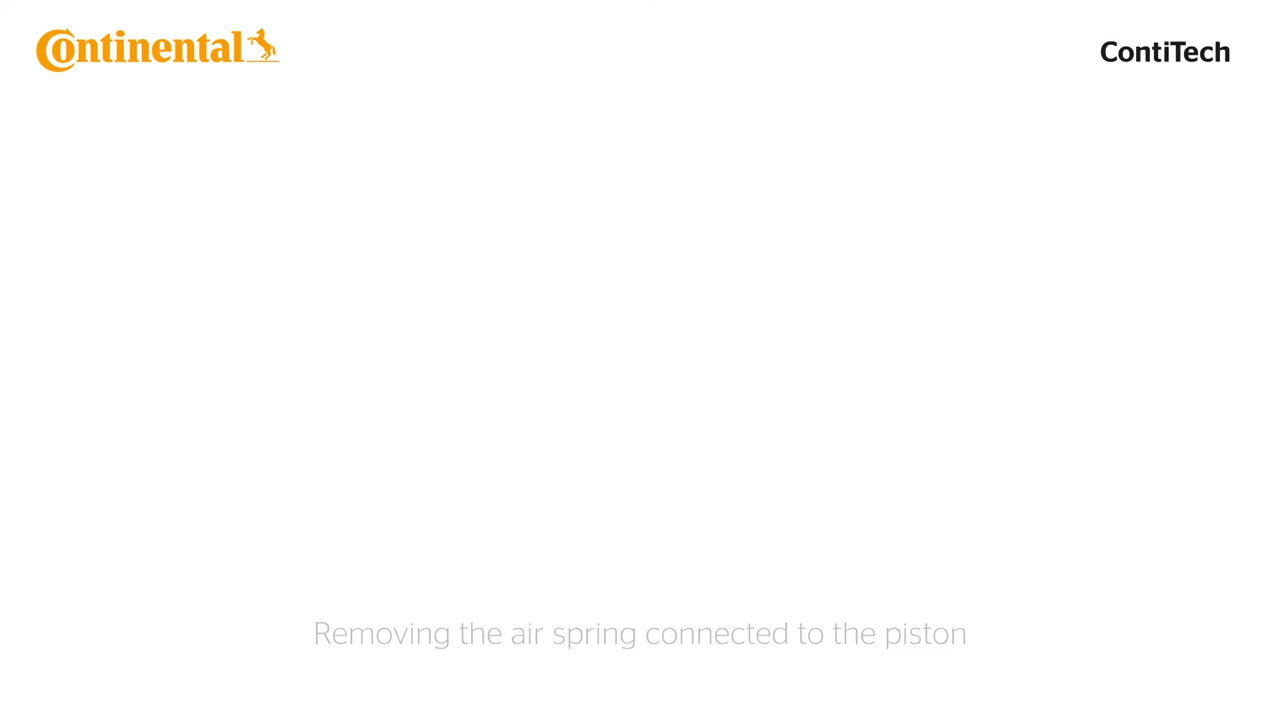 Continental
ContiTech
Removing the air spring connected to the piston